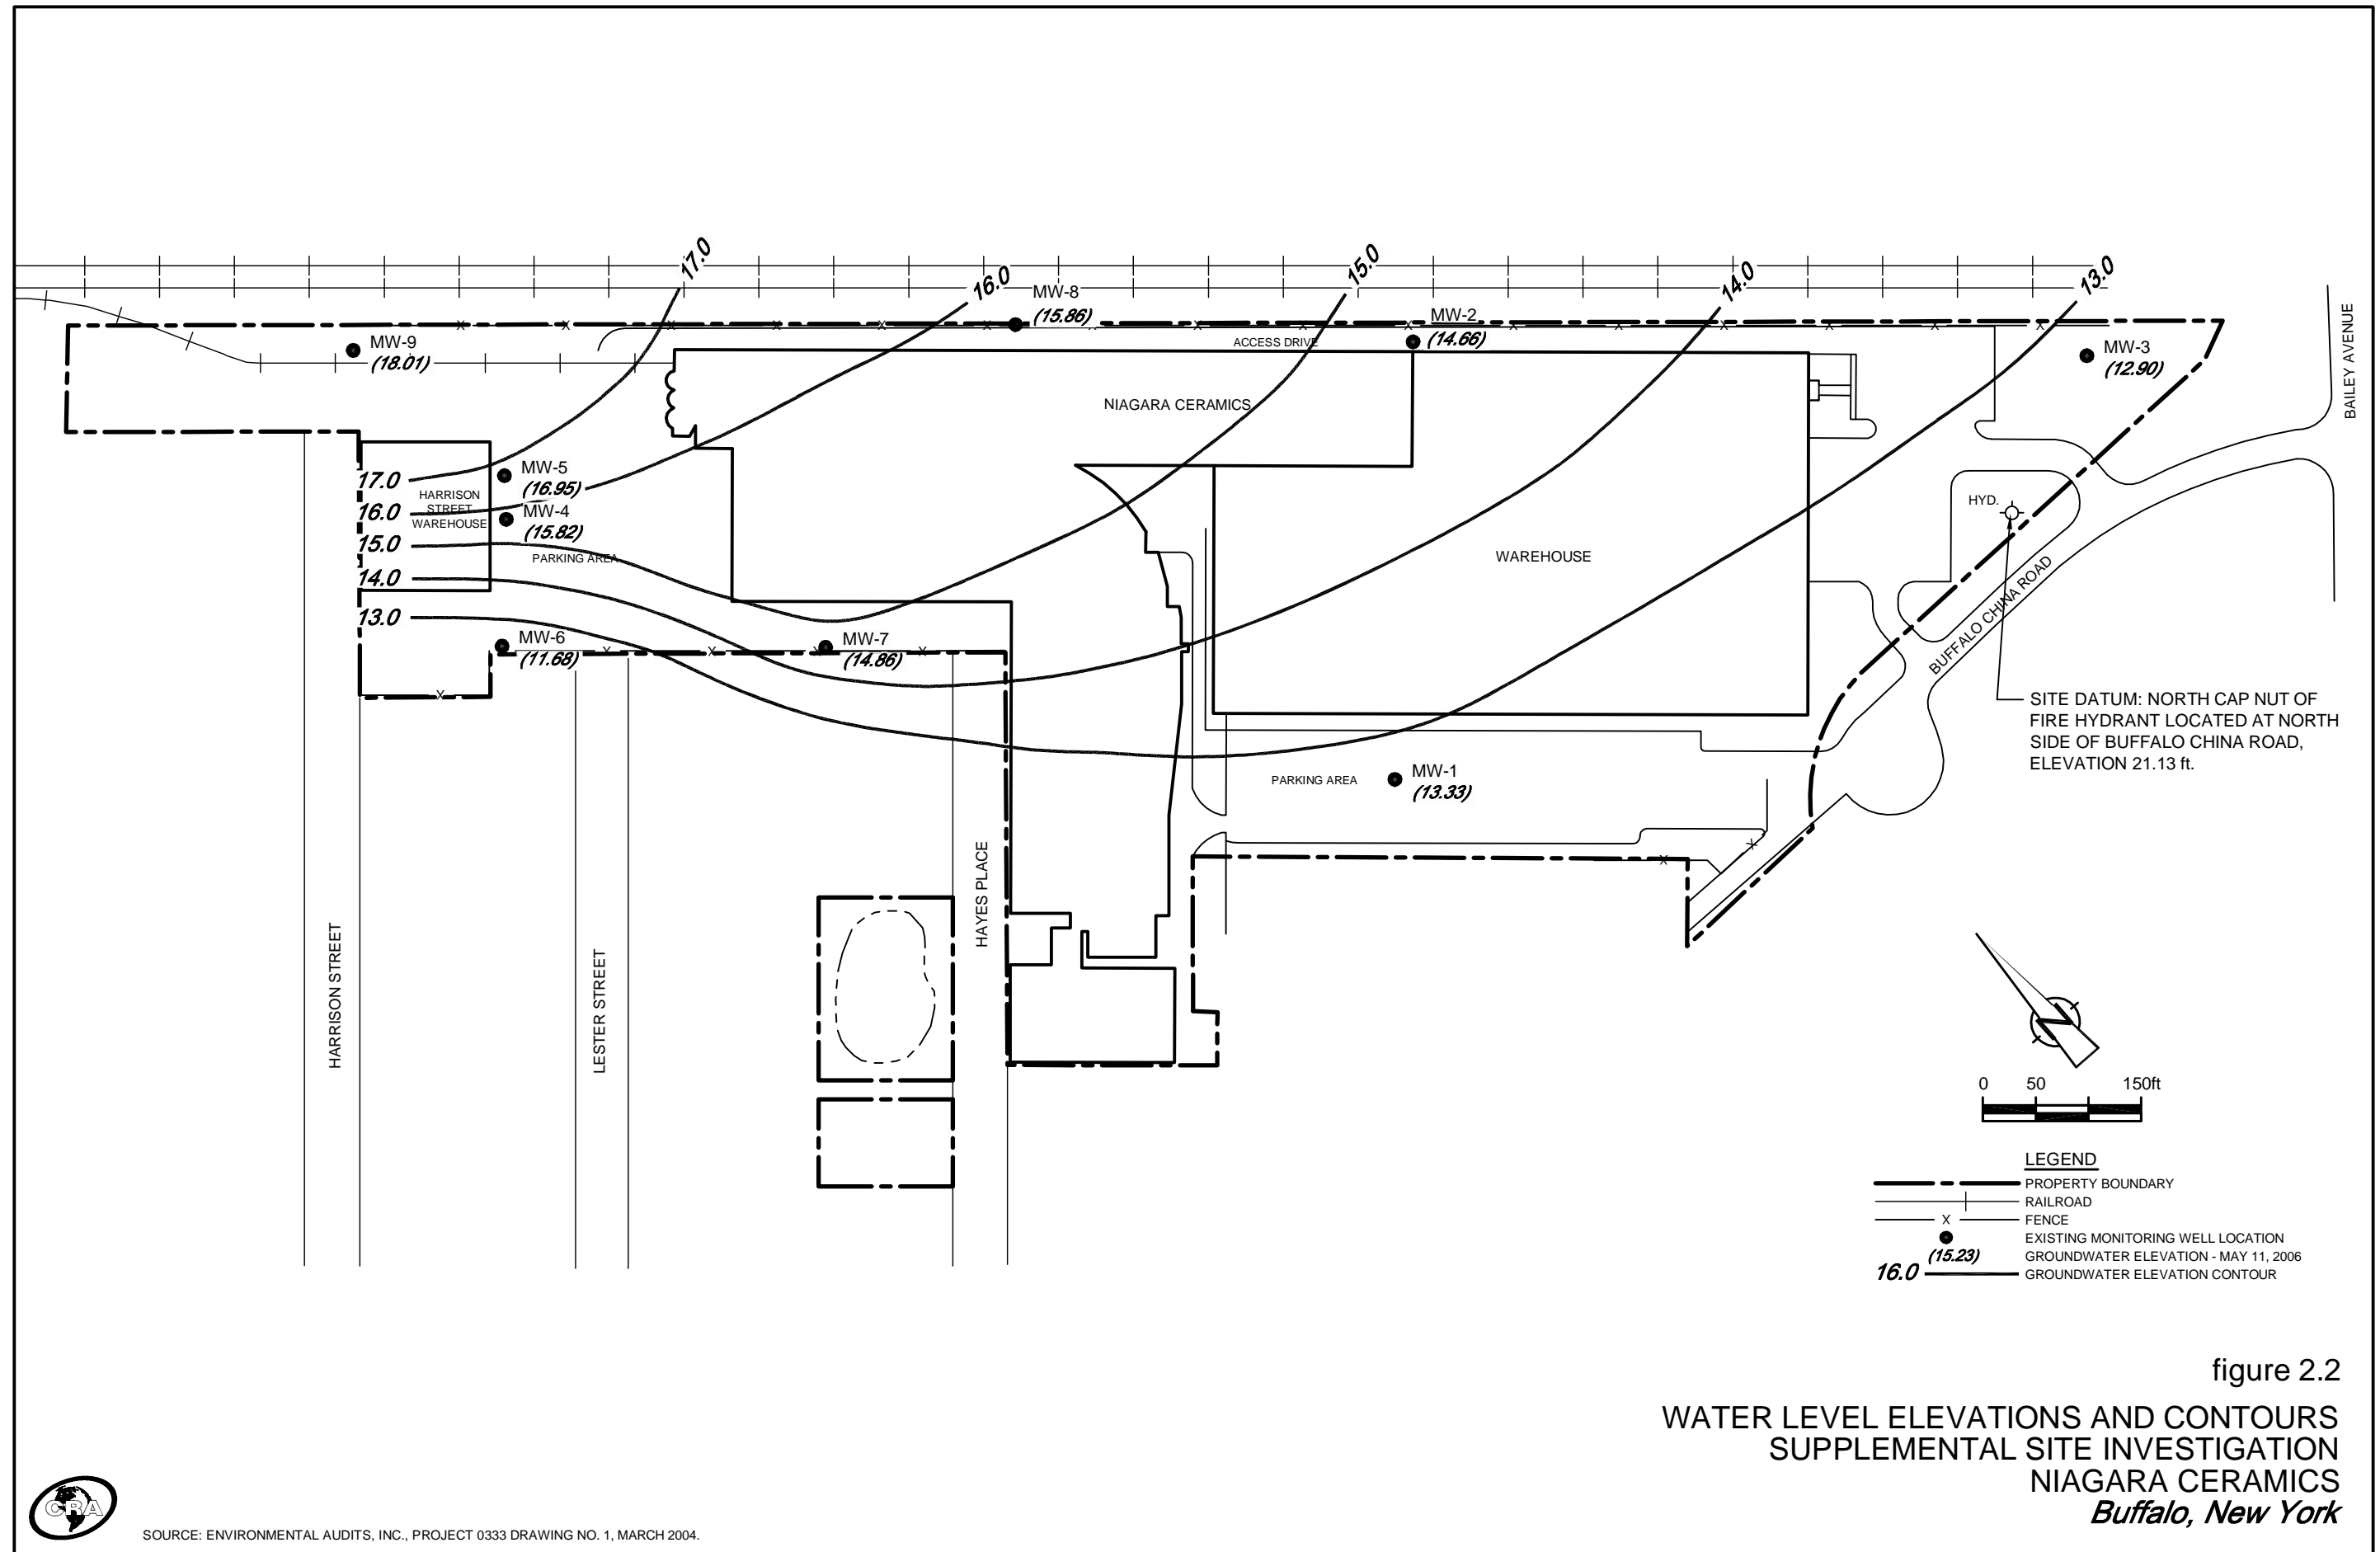 17.0
16.0
15.0
14.0
13.0
MW-8
(15.86)
MW-2
(14.66)
ACCESS DRIVE
MW-9
(18.01)
MW-3
(12.90)
BAILEY AVENUE
NIAGARA CERAMICS
MW-5
(16.95)
17.0
HARRISON
STREET
WAREHOUSE
16.0
MW-4
(15.82)
15.0
PARKING AREA
14.0
13.0
HYD.
WAREHOUSE
BUFFALO CHINA ROAD
MW-6
(11.68)
MW-7
(14.86)
SITE DATUM: NORTH CAP NUT OF
FIRE HYDRANT LOCATED AT NORTH
SIDE OF BUFFALO CHINA ROAD,
ELEVATION 21.13 ft.
PARKING AREA
MW-1
(13.33)
HARRISON STREET
LESTER STREET
HAYES PLACE
N
0 50 150ft
LEGEND
PROPERTY BOUNDARY
RAILROAD
X FENCE
EXISTING MONITORING WELL LOCATION
(15.23) GROUNDWATER ELEVATION - MAY 11, 2006
16.0 GROUNDWATER ELEVATION CONTOUR
figure 2.2
WATER LEVEL ELEVATIONS AND CONTOURS
SUPPLEMENTAL SITE INVESTIGATION
NIAGARA CERAMICS
Buffalo, New York
CRA
SOURCE: ENVIRONMENTAL AUDITS, INC., PROJECT 0333 DRAWING NO. 1, MARCH 2004.